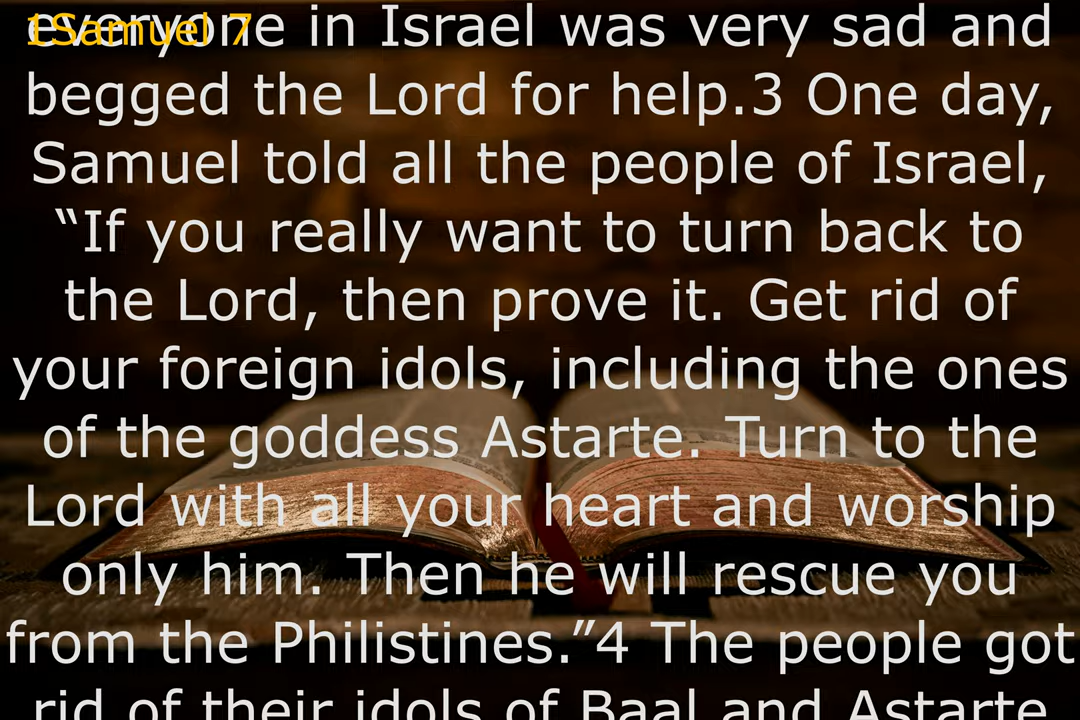 1Samuel 7
everyone in Israel was very sad and
begged the Lord for help.3 One day,
Samuel told all the people of Israel,
“If you really want to turn back to
the Lord, then prove it. Get rid of
your foreign idols, including the ones
of the goddess Astarte. Turn to the
Lord with all your heart and worship
only him. Then he will rescue you
from the Philistines.”4 The people got
rid of their idols of Baal and Astarte